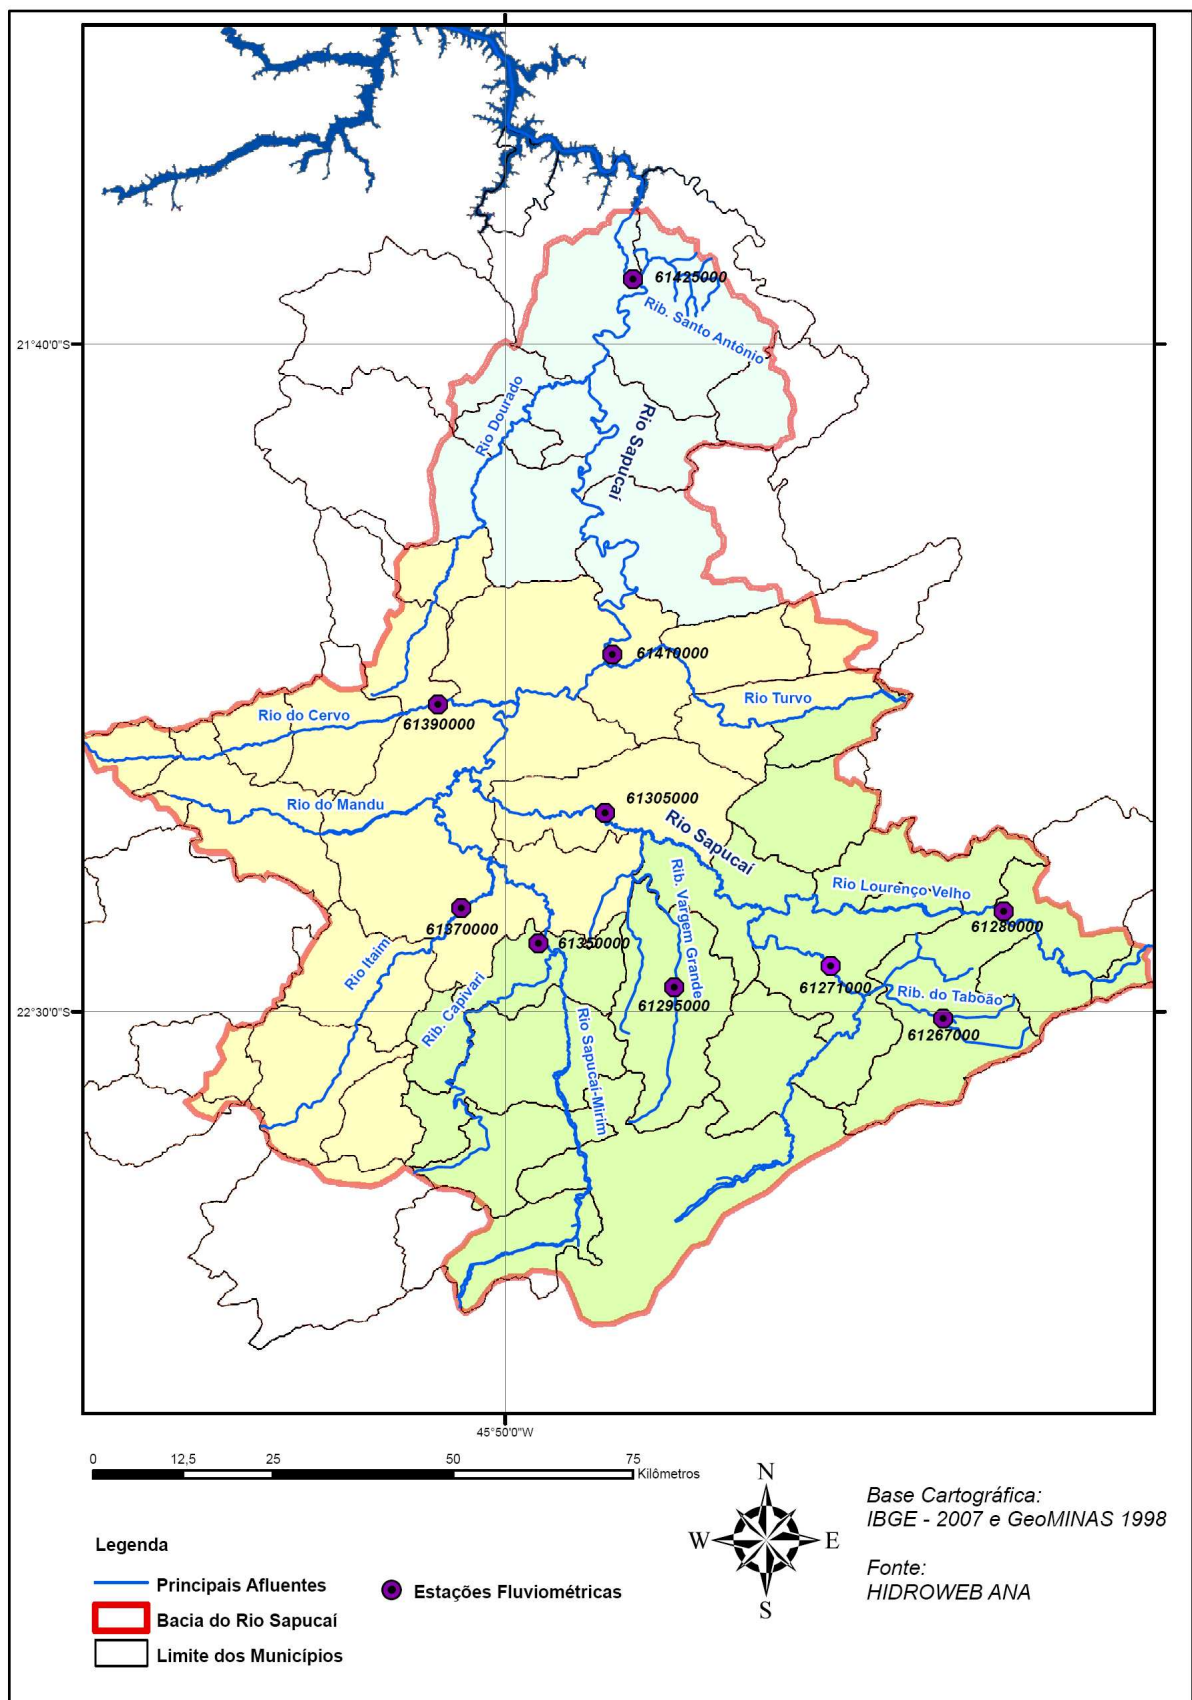 61425000
Rib. Santo Antônio
21°40'0"S
Rio Dourado
Rio Sapucaí
61410000
Rio Turvo
Rio do Cervo
61390000
Rio do Mandu
61305000
Rio Sapucaí
Rio Lourenço Velho
Rib. Vargem Grande
61280000
61370000
61350000
Rio Itaim
61271000
Rib. Capivari
61295000
Rib. do Taboão
22°30'0"S
Rio Sapucaí-Mirim
61267000
45°50'0"W
0 12,5 25 50 75
Kilômetros
N
W E
S
Base Cartográfica:
IBGE - 2007 e GeoMINAS 1998
Fonte:
HIDROWEB ANA
Legenda
Principais Afluentes
Estações Fluviométricas
Bacia do Rio Sapucaí
Limite dos Municípios